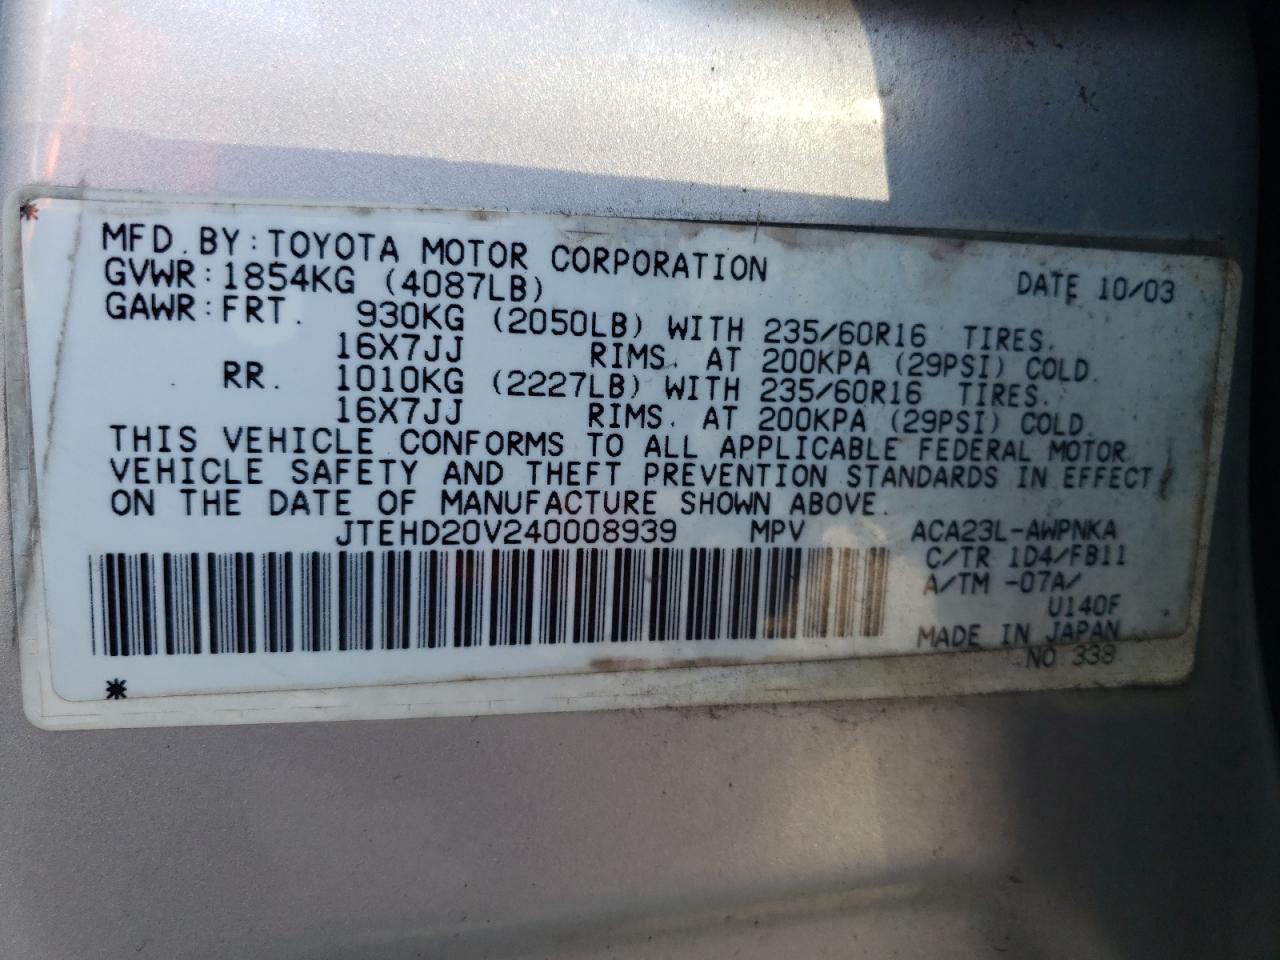 MFD. BY: TOYOTA MOTOR CORPORATION
GVWR: 1854KG (4087LB) DATE 10/03
GAWR: FRT. 930KG (2050LB) WITH 235/60R16 TIRES.
16X7JJ RIMS. AT 200KPA (29PSI) COLD.
RR. 1010KG (2227LB) WITH 235/60R16 TIRES.
16X7JJ RIMS. AT 200KPA (29PSI) COLD.
THIS VEHICLE CONFORMS TO ALL APPLICABLE FEDERAL MOTOR
VEHICLE SAFETY AND THEFT PREVENTION STANDARDS IN EFFECT
ON THE DATE OF MANUFACTURE SHOWN ABOVE.
JTEHD20V240008939 MPV ACA23L-AWPNKA
C/TR 1D4/FB11
A/TM -07A/
U140F
MADE IN JAPAN
NO 338